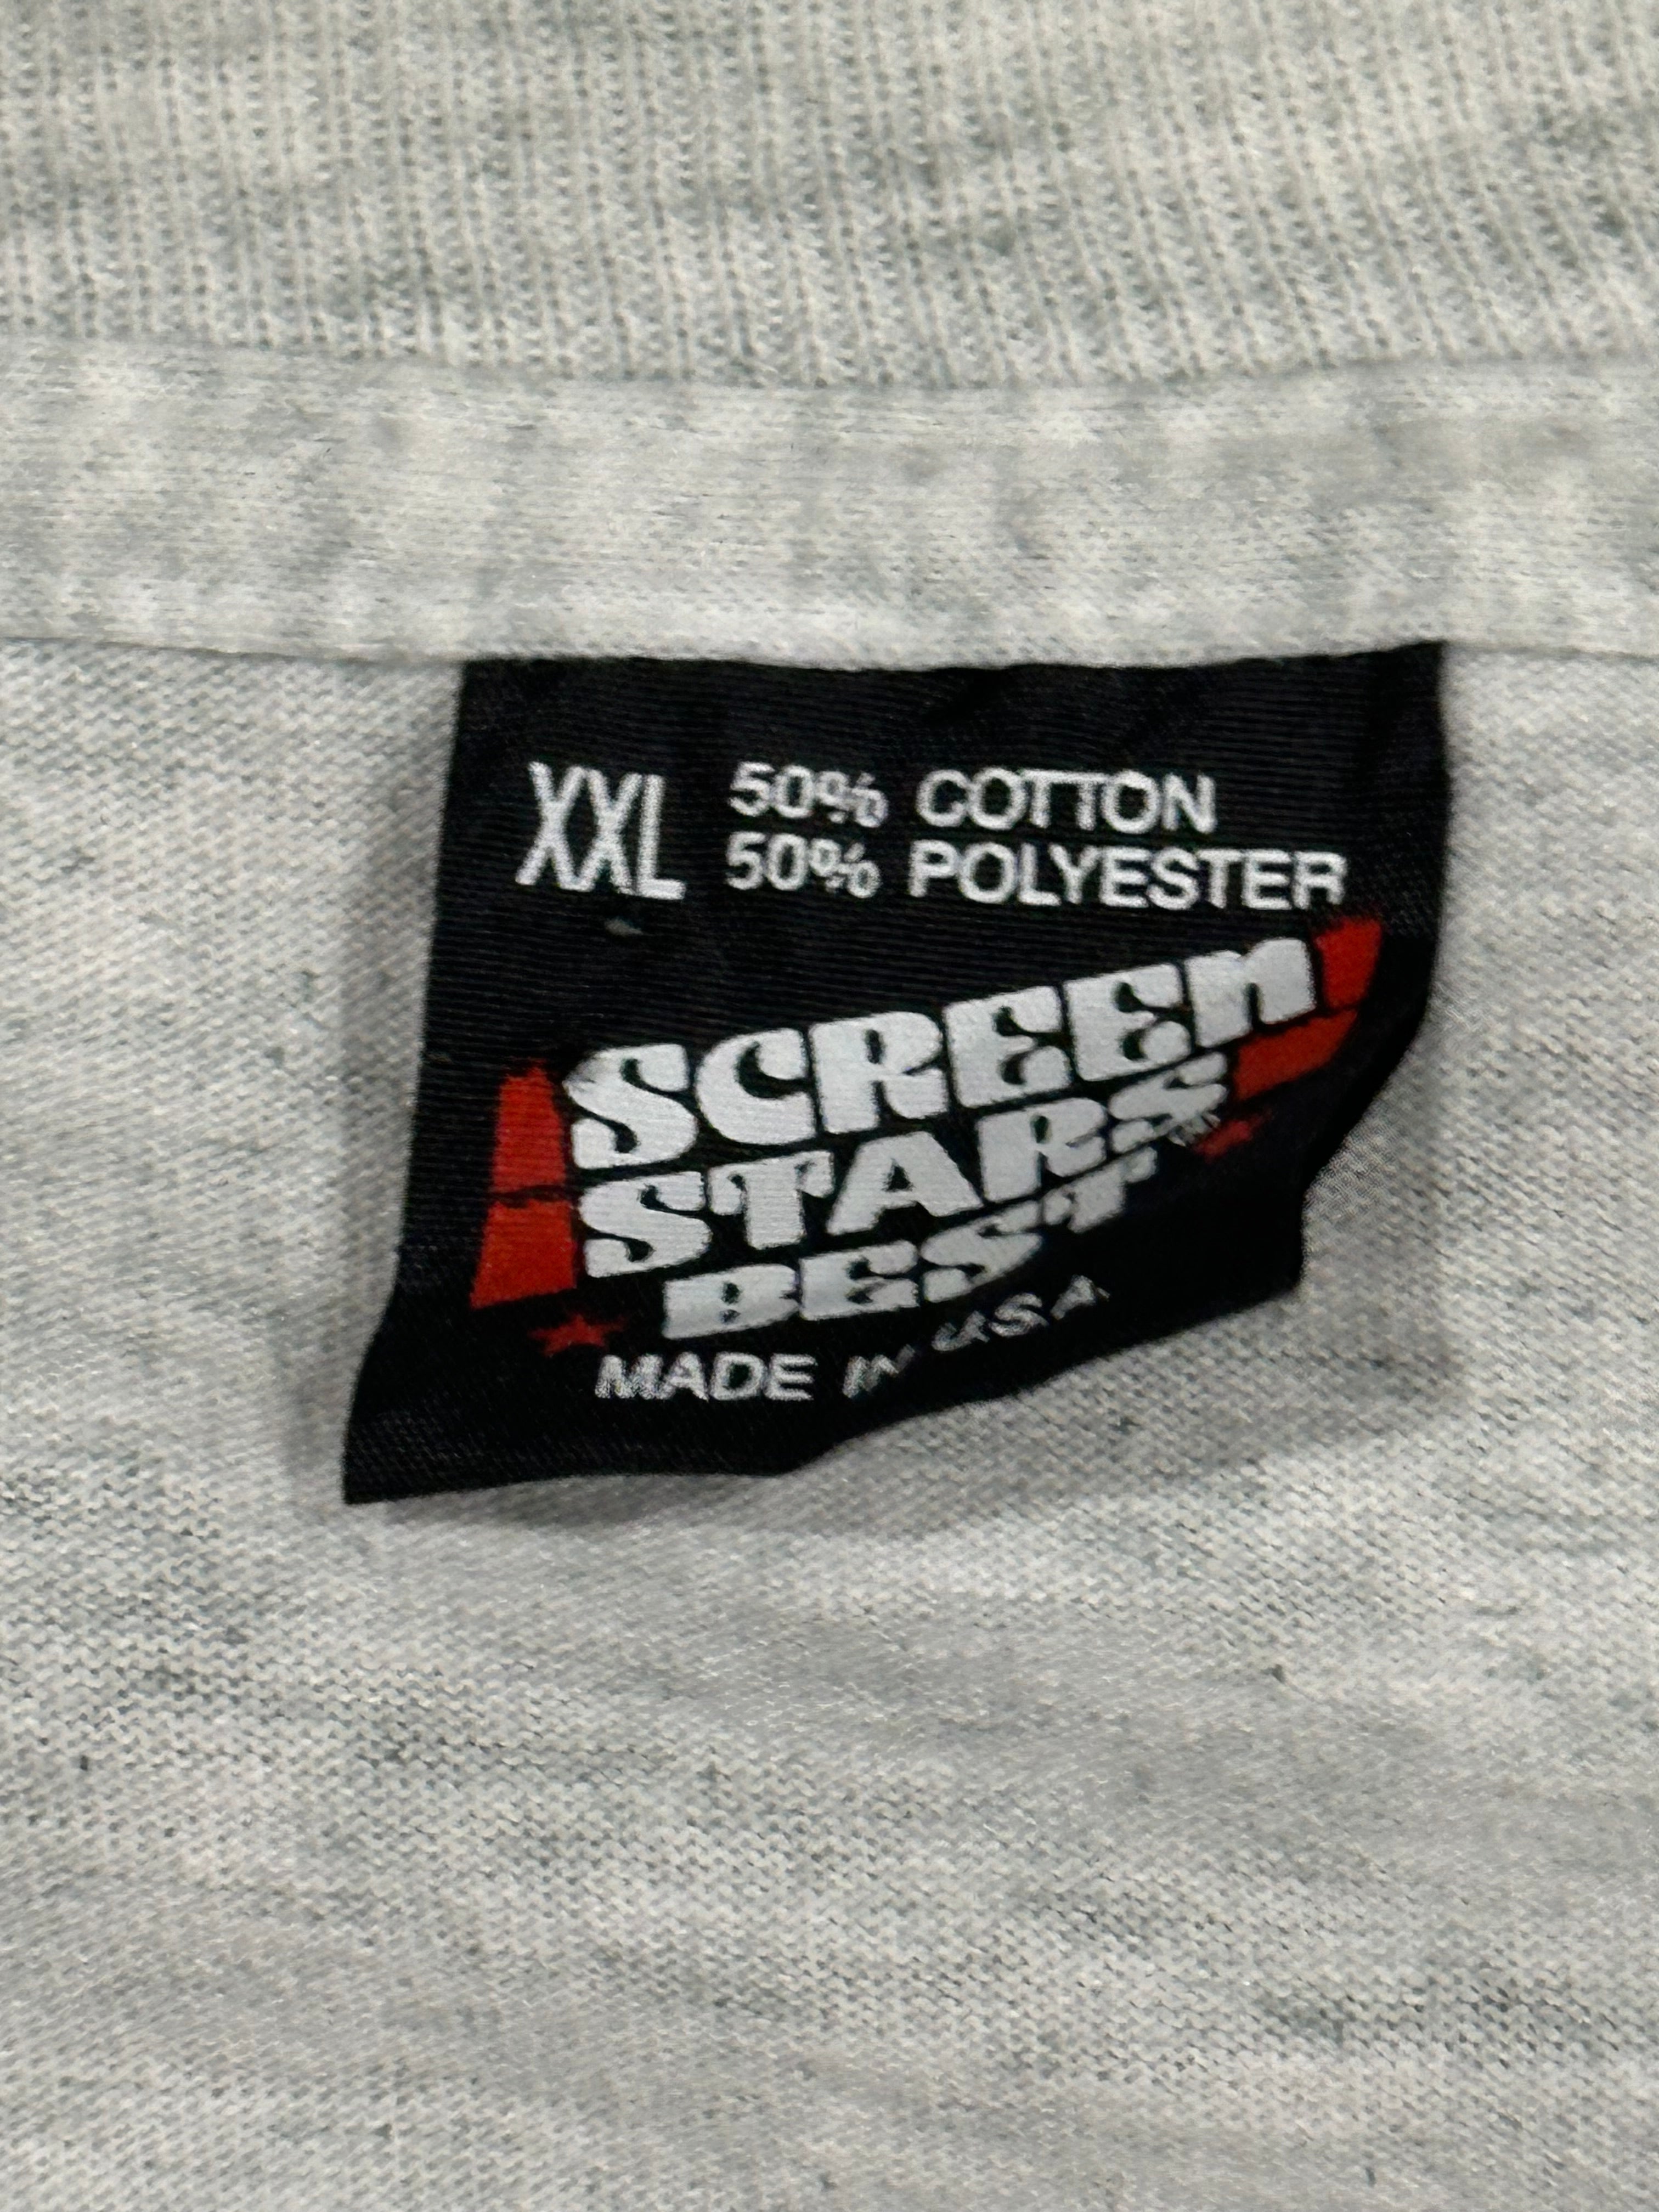 XXL 50% COTTON
50% POLYESTER
SCREEN
STARS
BEST
MADE IN U.S.A.